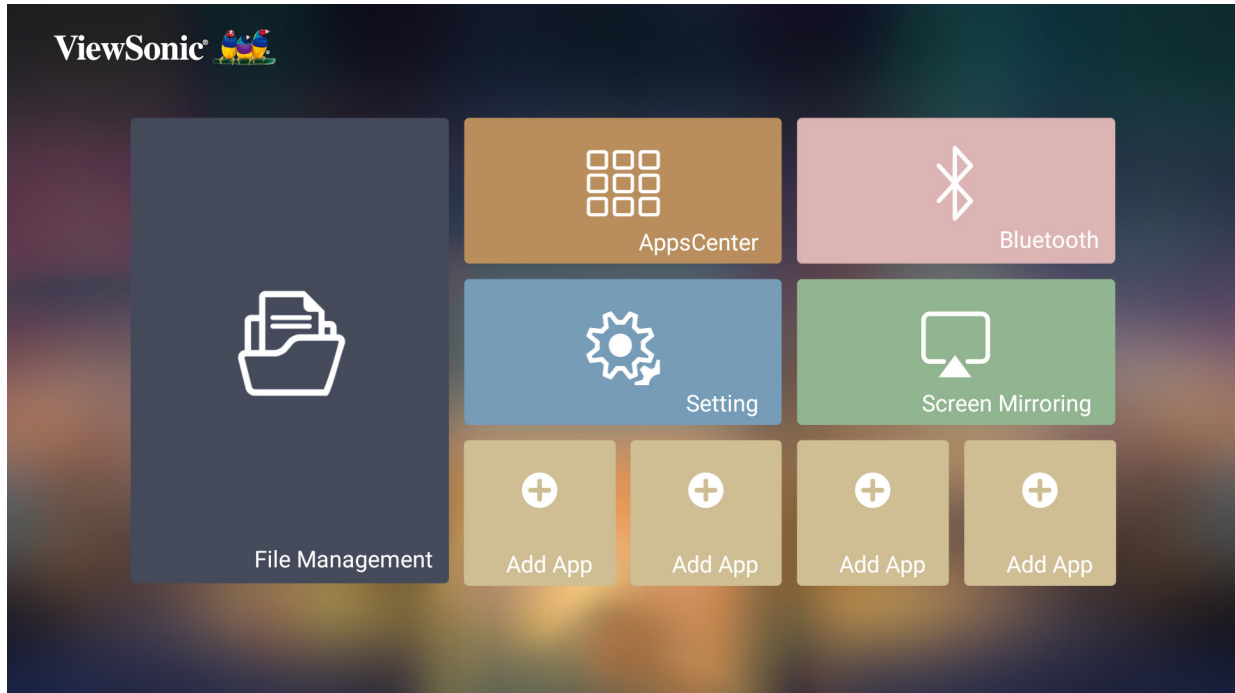 ViewSonic®
AppsCenter
Bluetooth
Setting
Screen Mirroring
File Management
Add App
Add App
Add App
Add App